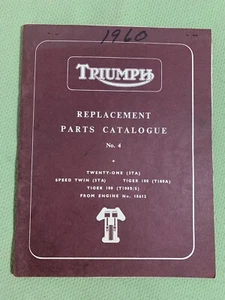 1960
TRIUMPH
REPLACEMENT
PARTS CATALOGUE
No. 4
TWENTY-ONE (3TA)
SPEED TWIN (5TA) TIGER 100 (T100A)
TIGER 100 (T100S/S)
FROM ENGINE No. 18612